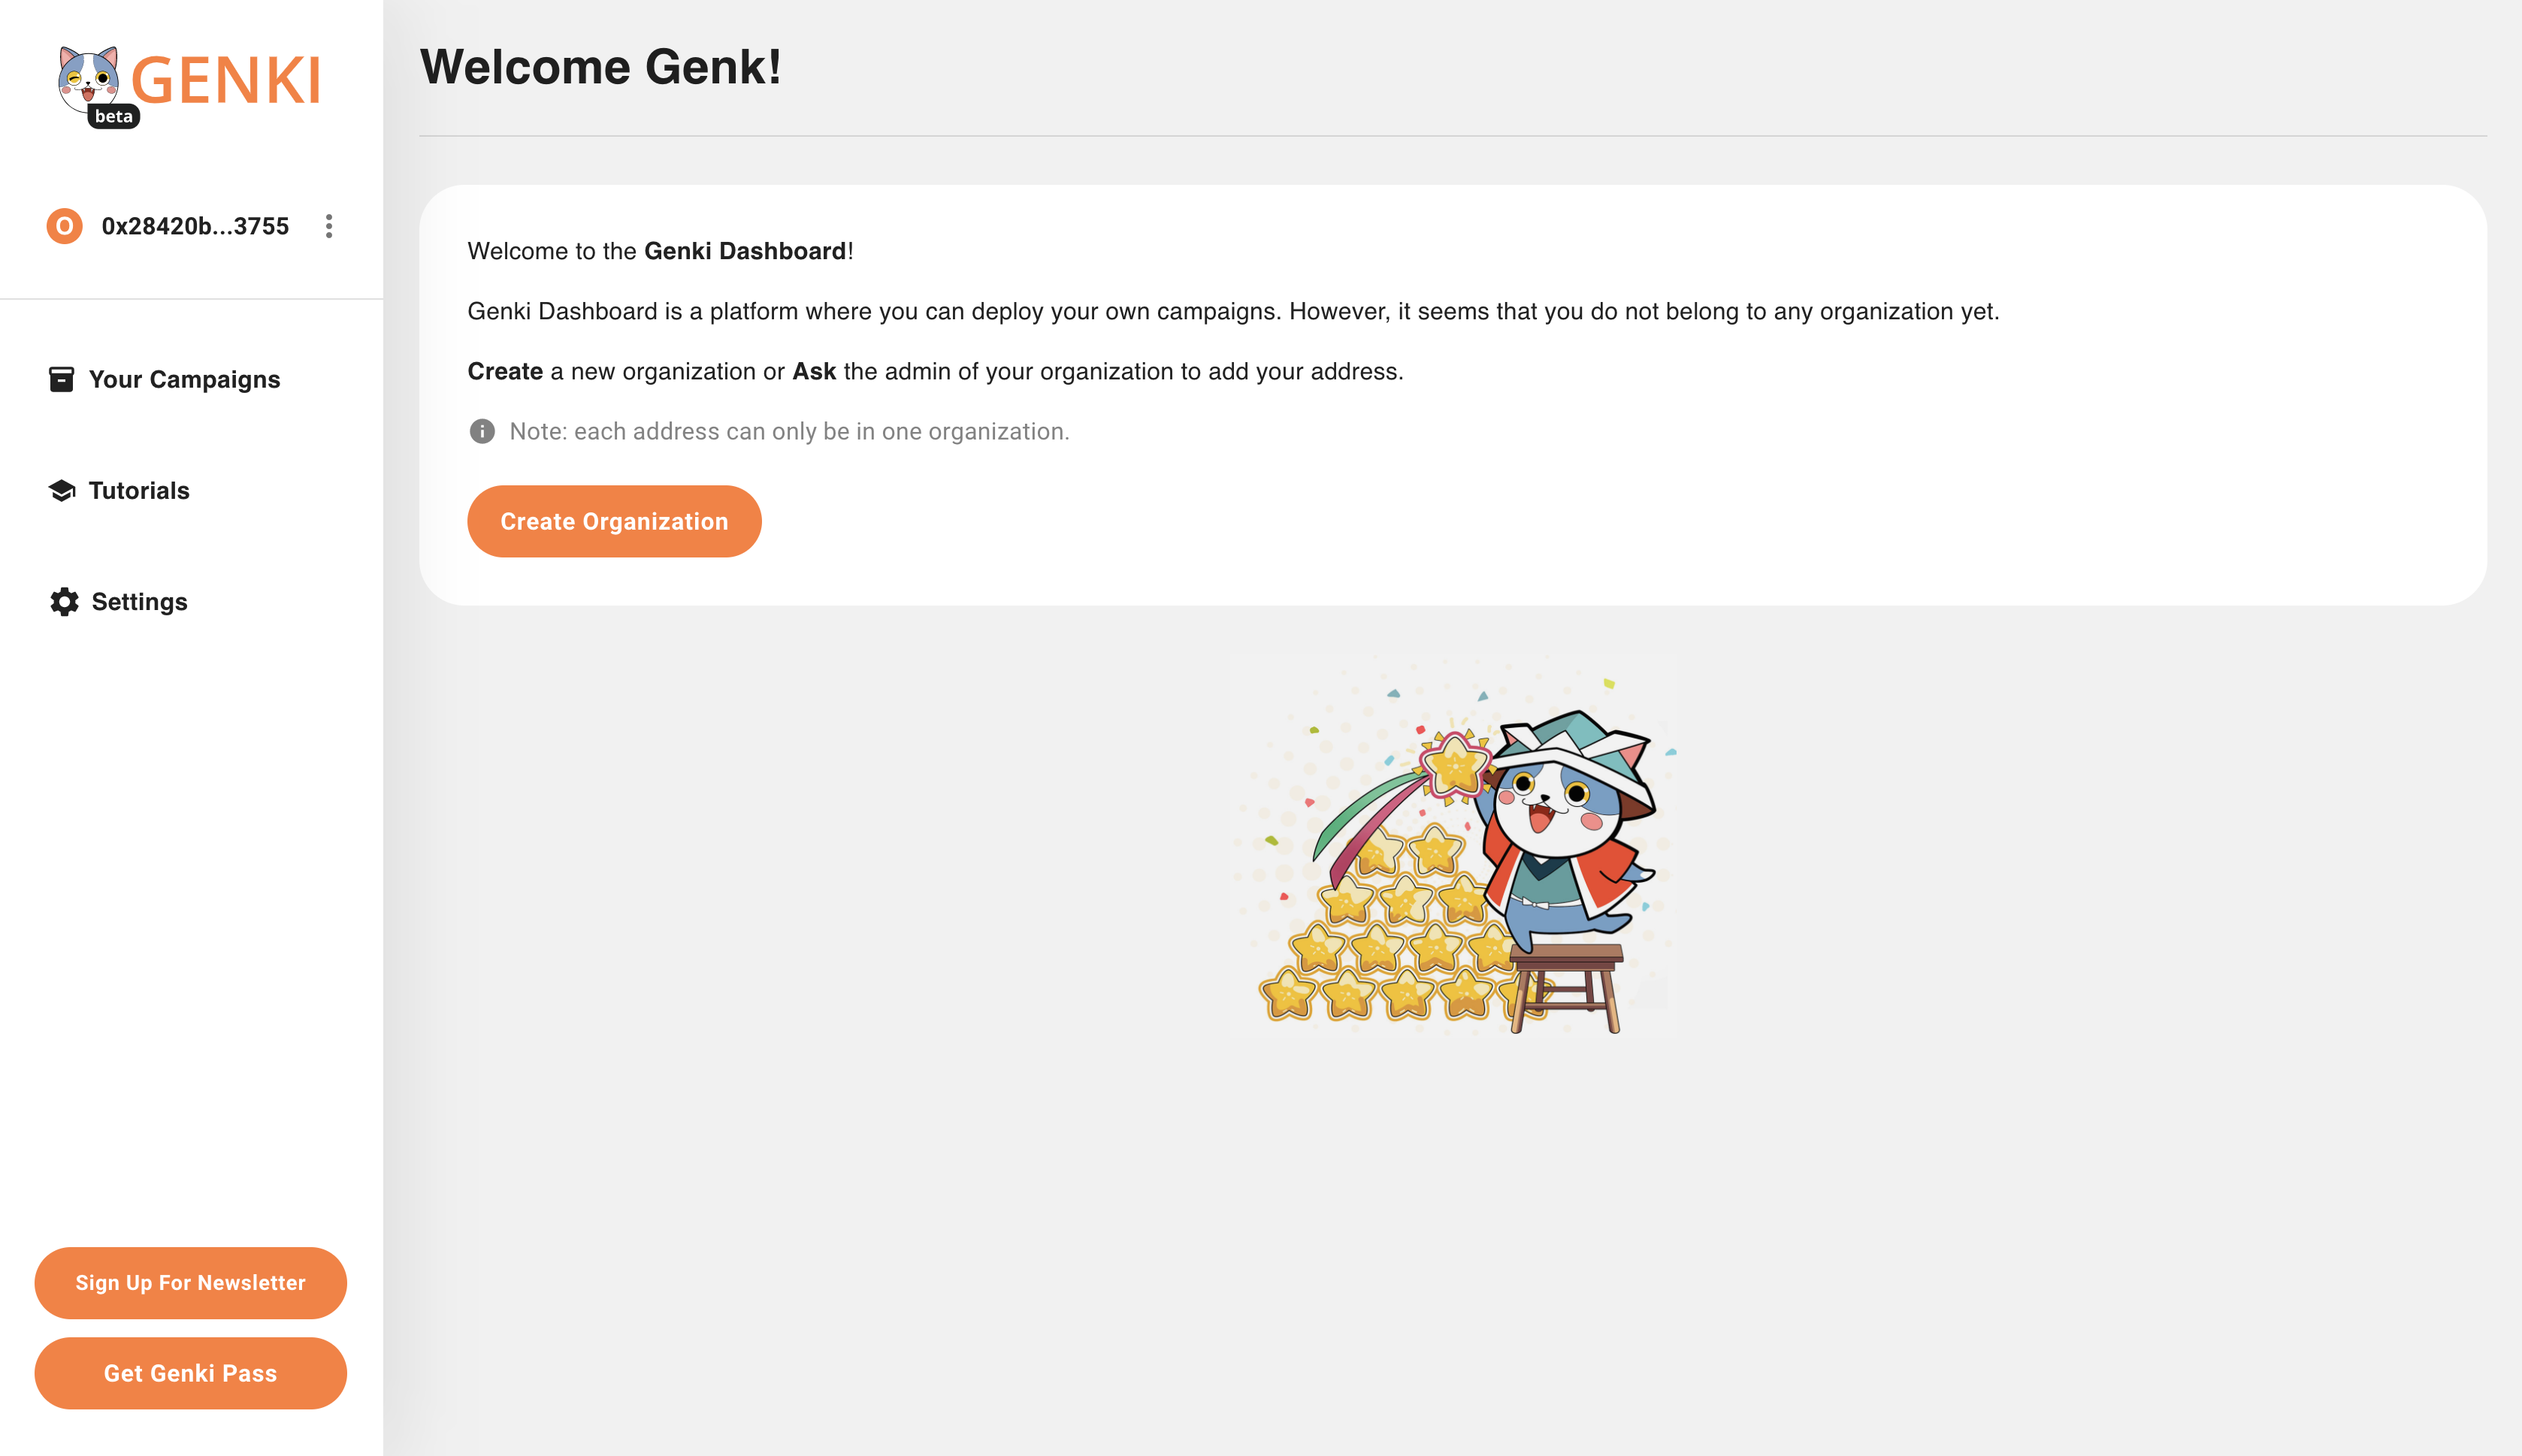 GENKI
beta
O 0x28420b...3755
Your Campaigns
Tutorials
Settings
Sign Up For Newsletter
Get Genki Pass
Welcome Genk!
Welcome to the Genki Dashboard!
Genki Dashboard is a platform where you can deploy your own campaigns. However, it seems that you do not belong to any organization yet.
Create a new organization or Ask the admin of your organization to add your address.
Note: each address can only be in one organization.
Create Organization